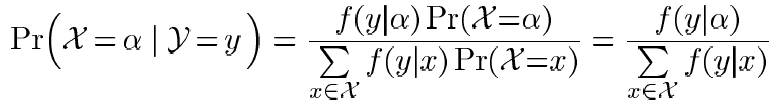 Pr(𝒳 = α | 𝒴 = y) = f(y|α) Pr(𝒳=α) / ∑_{x∈𝒳} f(y|x) Pr(𝒳=x) = f(y|α) / ∑_{x∈𝒳} f(y|x)